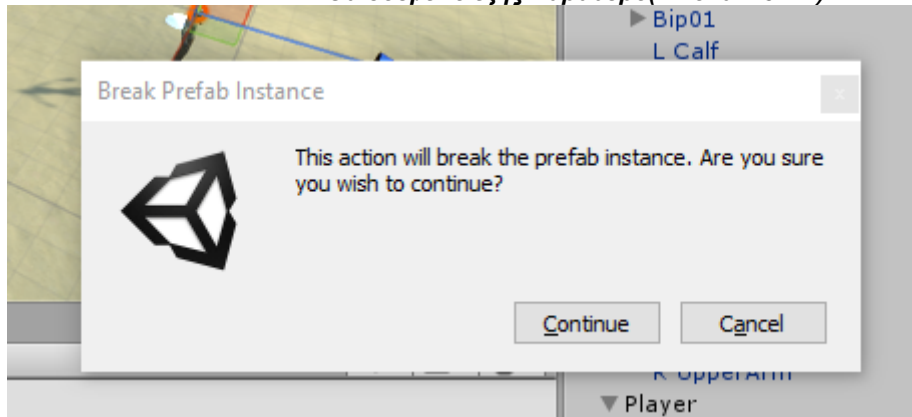 Bip01
L Calf
Break Prefab Instance
x
This action will break the prefab instance. Are you sure
you wish to continue?
Continue
Cancel
R UpperArm
Player